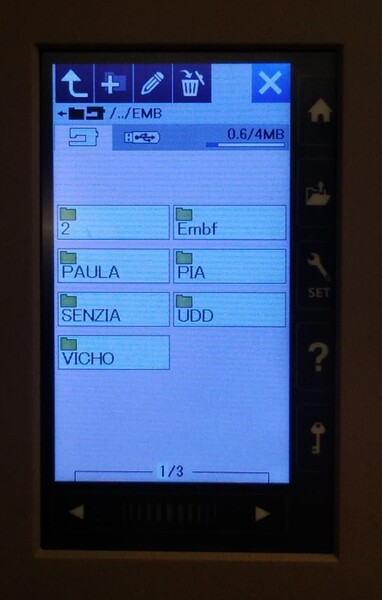 /../EMB
0.6/4MB
2
Embf
PAULA
PIA
SENZIA
UDD
VICHO
1/3
SET
?